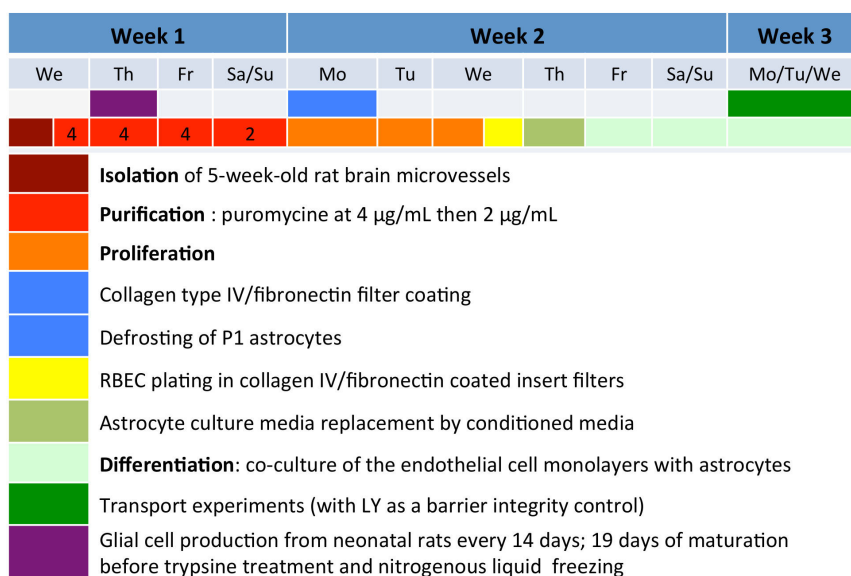 Week 1 Week 2 Week 3
We Th Fr Sa/Su Mo Tu We Th Fr Sa/Su Mo/Tu/We
4 4 4 2
Isolation of 5-week-old rat brain microvessels
Purification : puromycine at 4 µg/mL then 2 µg/mL
Proliferation
Collagen type IV/fibronectin filter coating
Defrosting of P1 astrocytes
RBEC plating in collagen IV/fibronectin coated insert filters
Astrocyte culture media replacement by conditioned media
Differentiation: co-culture of the endothelial cell monolayers with astrocytes
Transport experiments (with LY as a barrier integrity control)
Glial cell production from neonatal rats every 14 days; 19 days of maturation
before trypsine treatment and nitrogenous liquid freezing